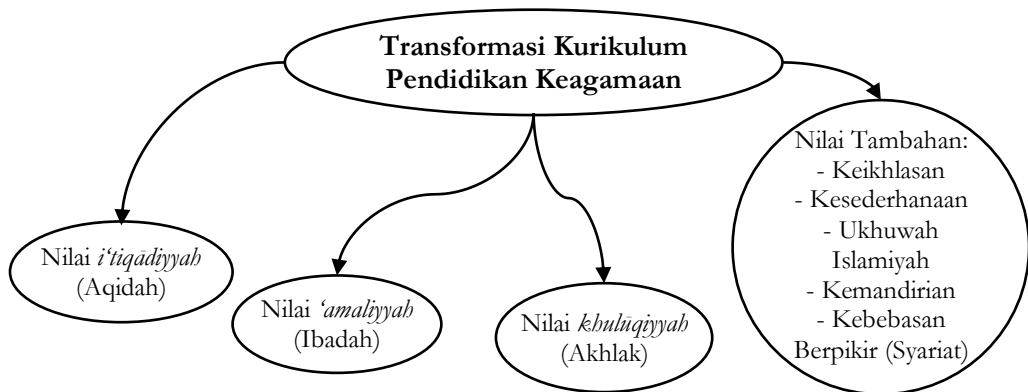 Transformasi Kurikulum
Pendidikan Keagamaan
Nilai i‘tiqādiyyah
(Aqidah)
Nilai ‘amaliyyah
(Ibadah)
Nilai khulūqiyyah
(Akhlak)
Nilai Tambahan:
- Keikhlasan
- Kesederhanaan
- Ukhuwah
Islamiyah
- Kemandirian
- Kebebasan
Berpikir (Syariat)